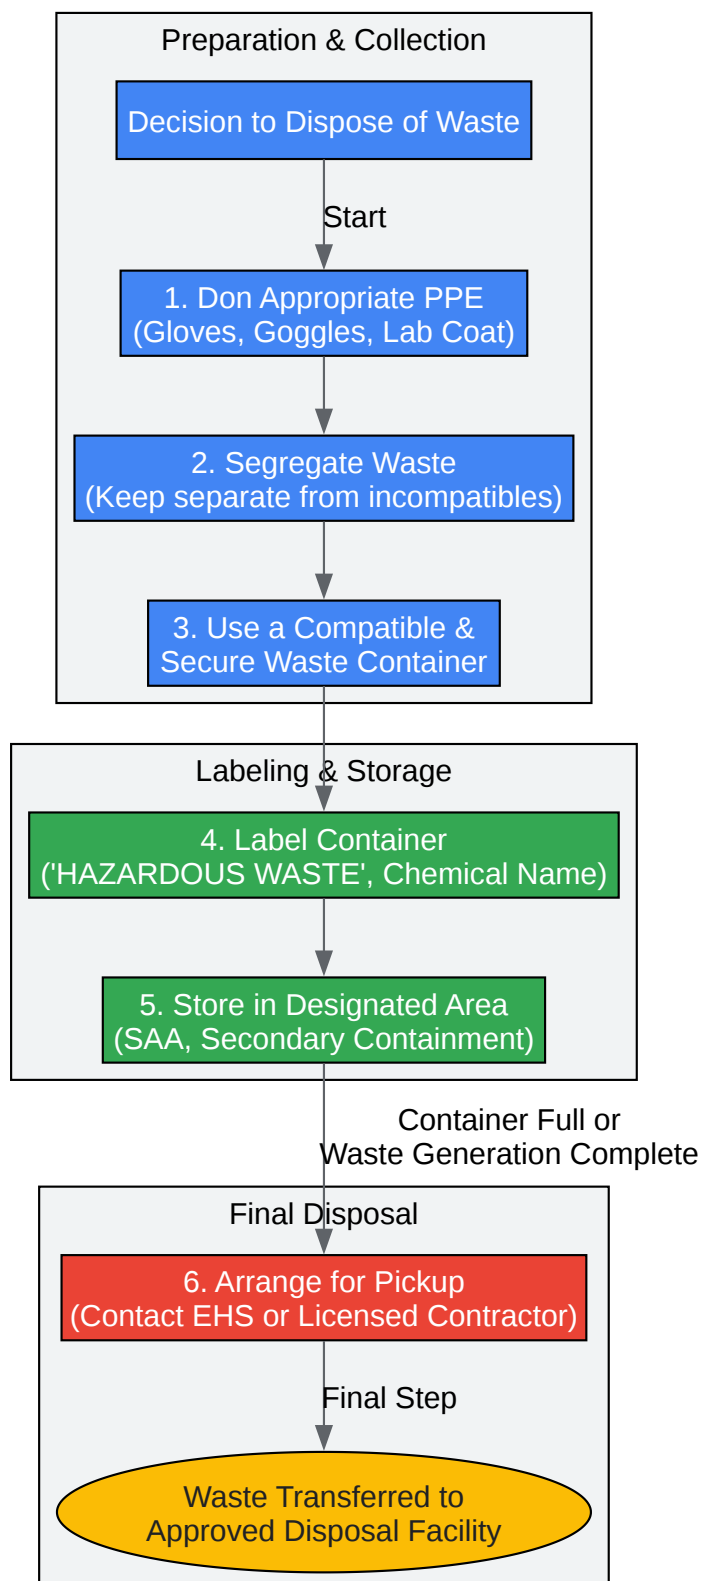 Preparation & Collection
Decision to Dispose of Waste
Start
1. Don Appropriate PPE
(Gloves, Goggles, Lab Coat)
2. Segregate Waste
(Keep separate from incompatibles)
3. Use a Compatible &
Secure Waste Container
Labeling & Storage
4. Label Container
('HAZARDOUS WASTE', Chemical Name)
5. Store in Designated Area
(SAA, Secondary Containment)
Container Full or
Waste Generation Complete
Final Disposal
6. Arrange for Pickup
(Contact EHS or Licensed Contractor)
Final Step
Waste Transferred to
Approved Disposal Facility